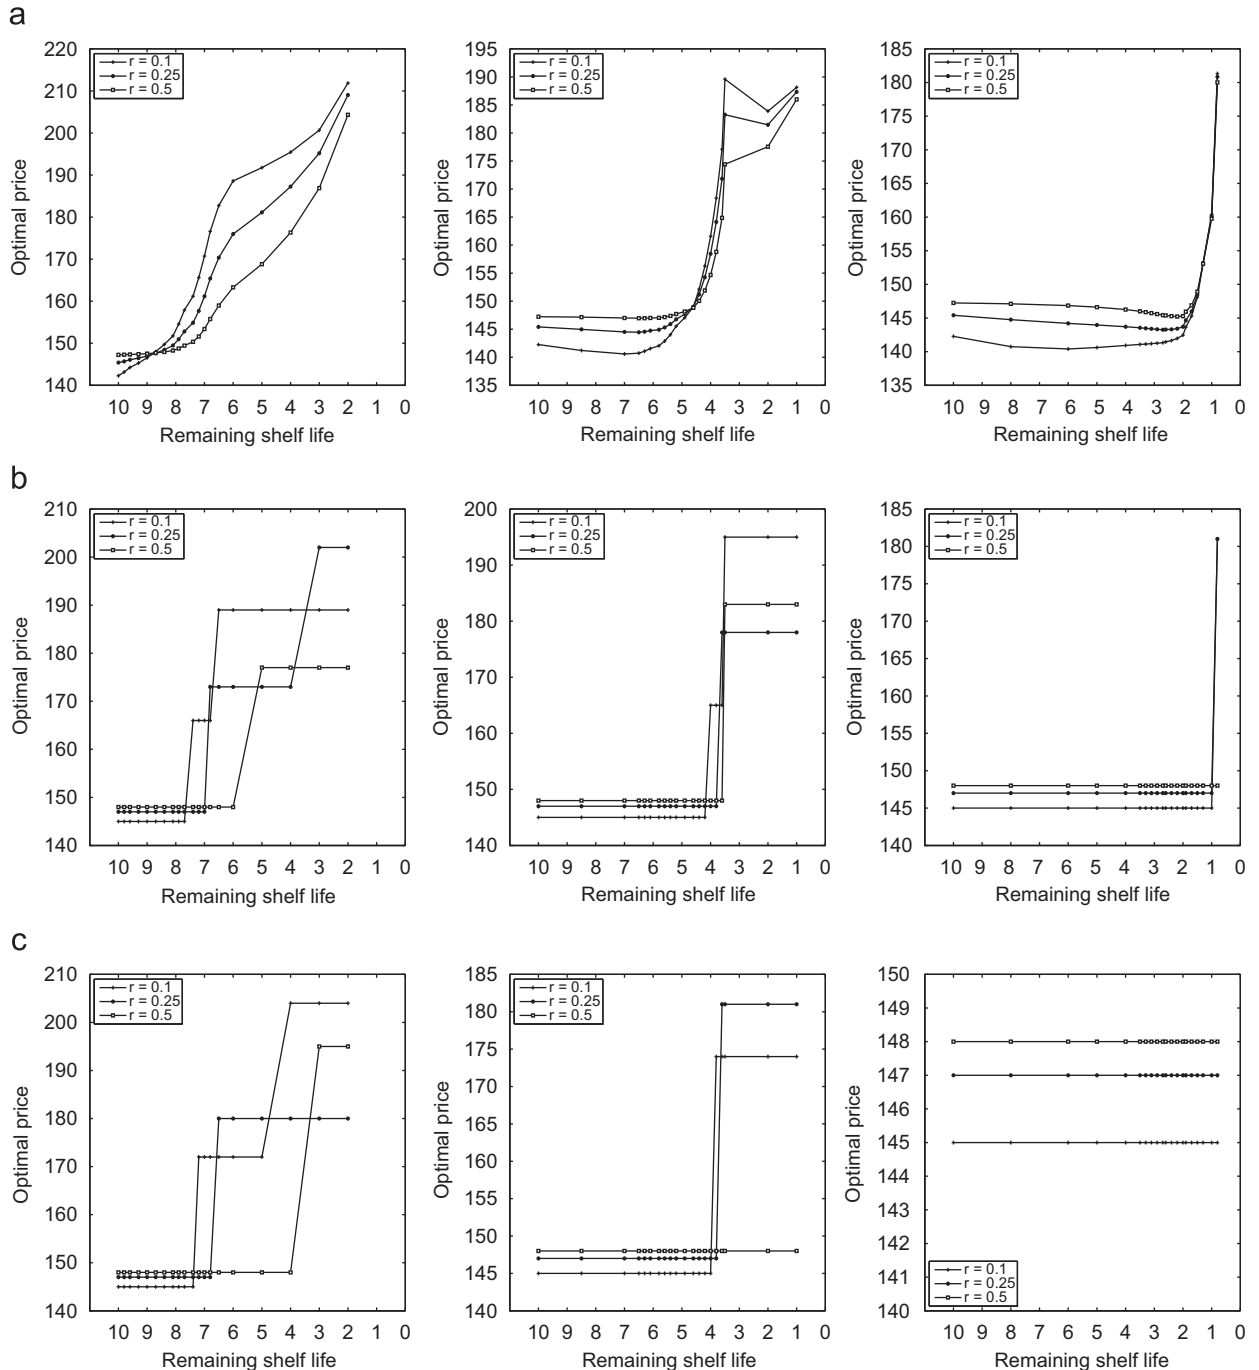 a
220
210
200
190
180
170
160
150
140
Optimal price
r = 0.1
r = 0.25
r = 0.5
10 9 8 7 6 5 4 3 2 1 0
Remaining shelf life
195
190
185
180
175
170
165
160
155
150
145
140
135
Optimal price
r = 0.1
r = 0.25
r = 0.5
10 9 8 7 6 5 4 3 2 1 0
Remaining shelf life
185
180
175
170
165
160
155
150
145
140
135
Optimal price
r = 0.1
r = 0.25
r = 0.5
10 9 8 7 6 5 4 3 2 1 0
Remaining shelf life
b
210
200
190
180
170
160
150
140
Optimal price
r = 0.1
r = 0.25
r = 0.5
10 9 8 7 6 5 4 3 2 1 0
Remaining shelf life
200
195
190
185
180
175
170
165
160
155
150
145
140
Optimal price
r = 0.1
r = 0.25
r = 0.5
10 9 8 7 6 5 4 3 2 1 0
Remaining shelf life
185
180
175
170
165
160
155
150
145
140
Optimal price
r = 0.1
r = 0.25
r = 0.5
10 9 8 7 6 5 4 3 2 1 0
Remaining shelf life
c
210
200
190
180
170
160
150
140
Optimal price
r = 0.1
r = 0.25
r = 0.5
10 9 8 7 6 5 4 3 2 1 0
Remaining shelf life
185
180
175
170
165
160
155
150
145
140
Optimal price
r = 0.1
r = 0.25
r = 0.5
10 9 8 7 6 5 4 3 2 1 0
Remaining shelf life
150
149
148
147
146
145
144
143
142
141
140
Optimal price
r = 0.1
r = 0.25
r = 0.5
10 9 8 7 6 5 4 3 2 1 0
Remaining shelf life